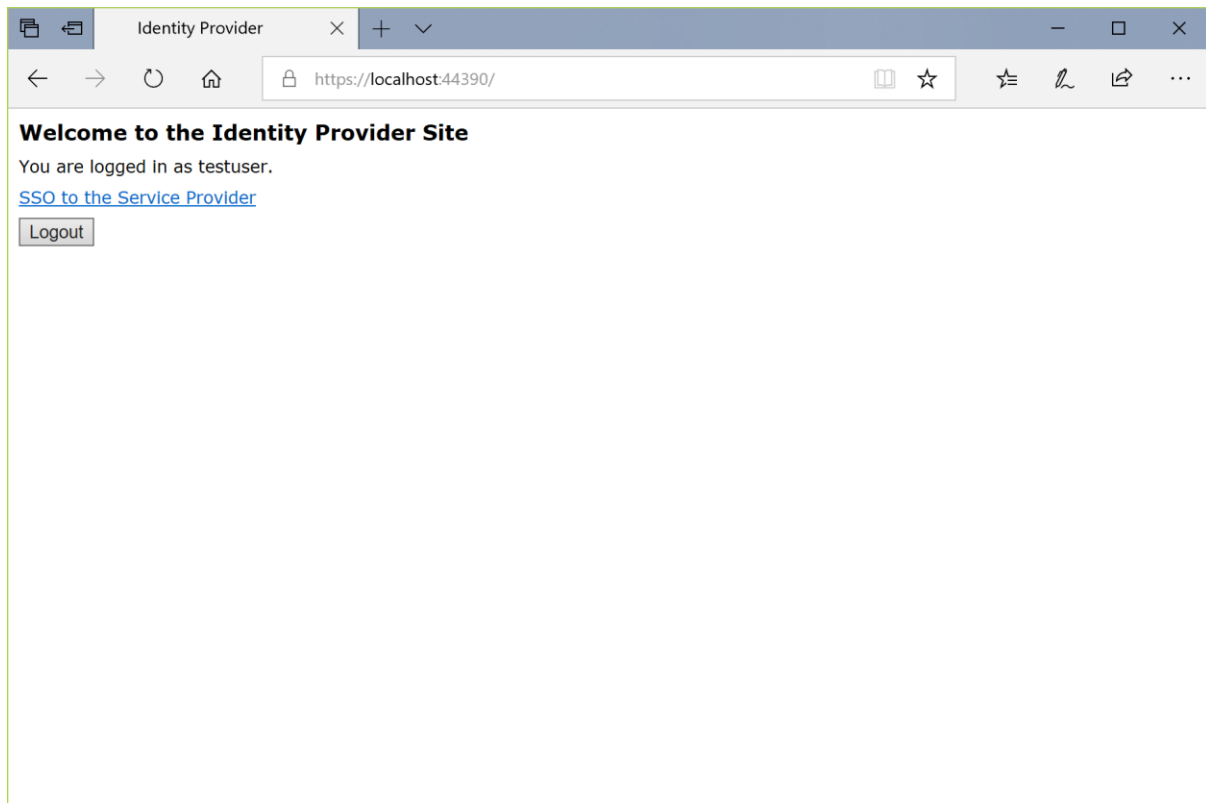 Identity Provider
https://localhost:44390/
Welcome to the Identity Provider Site
You are logged in as testuser.
SSO to the Service Provider
Logout